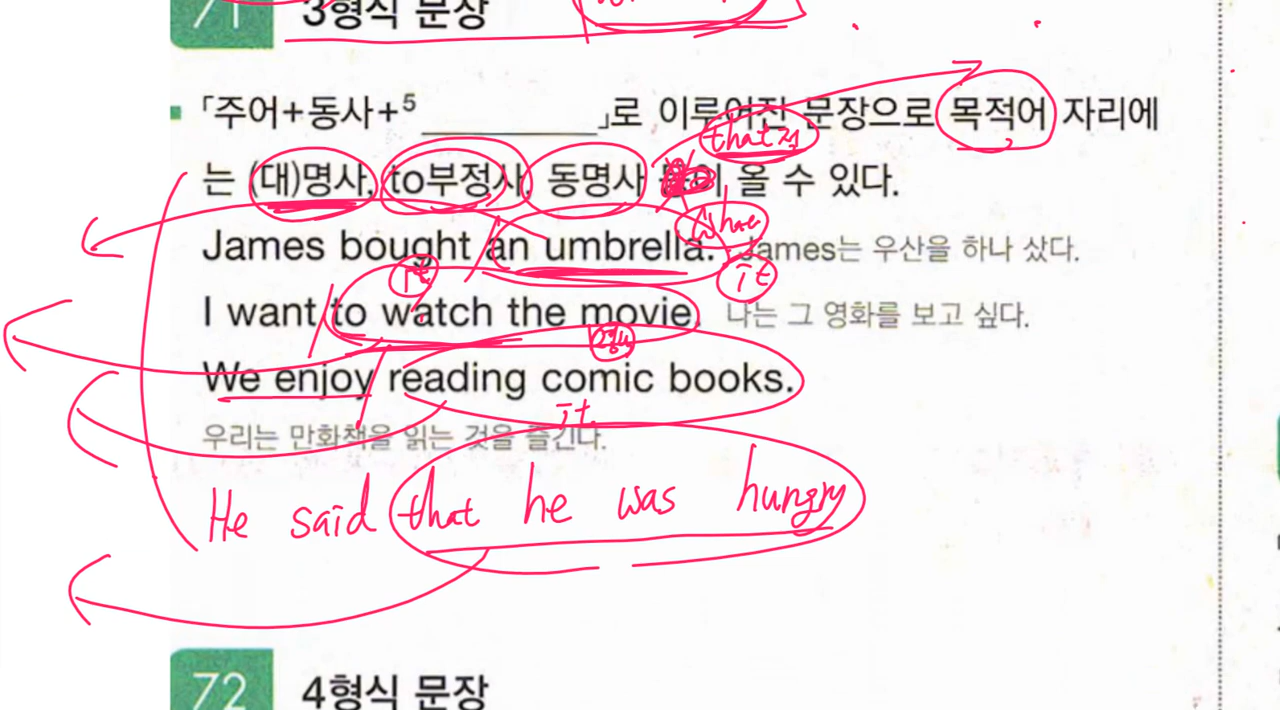 71 3형식 문장
「주어+동사+⁵ __________」로 이루어진 문장으로 목적어 자리에
that절
는 (대)명사, to부정사, 동명사 올 수 있다.
James bought an umbrella. James는 우산을 하나 샀다.
it it
I want to watch the movie. 나는 그 영화를 보고 싶다.
We enjoy reading comic books.
it
우리는 만화책을 읽는 것을 즐긴다.
He said that he was hungry
72 4형식 문장